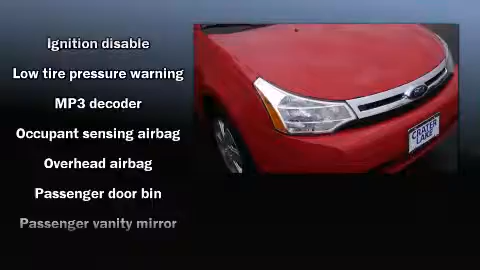 Ignition disable
Low tire pressure warning
MP3 decoder
Occupant sensing airbag
Overhead airbag
Passenger door bin
Passenger vanity mirror
CRATER
LAKE